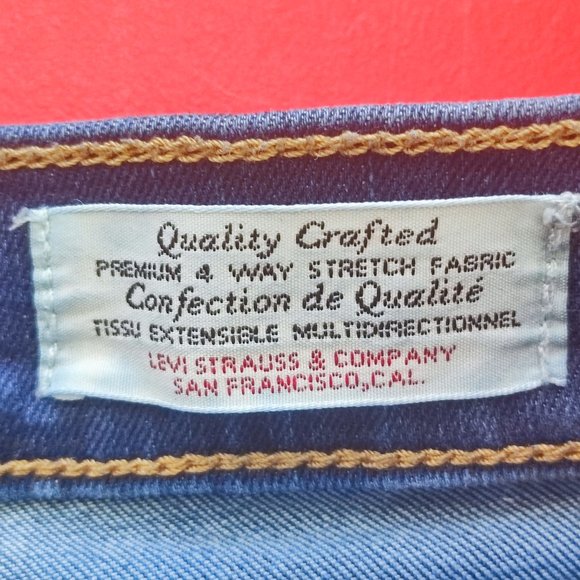 Quality Crafted
PREMIUM 4 WAY STRETCH FABRIC
Confection de Qualité
TISSU EXTENSIBLE MULTIDIRECTIONNEL
LEVI STRAUSS & COMPANY
SAN FRANCISCO, CAL.